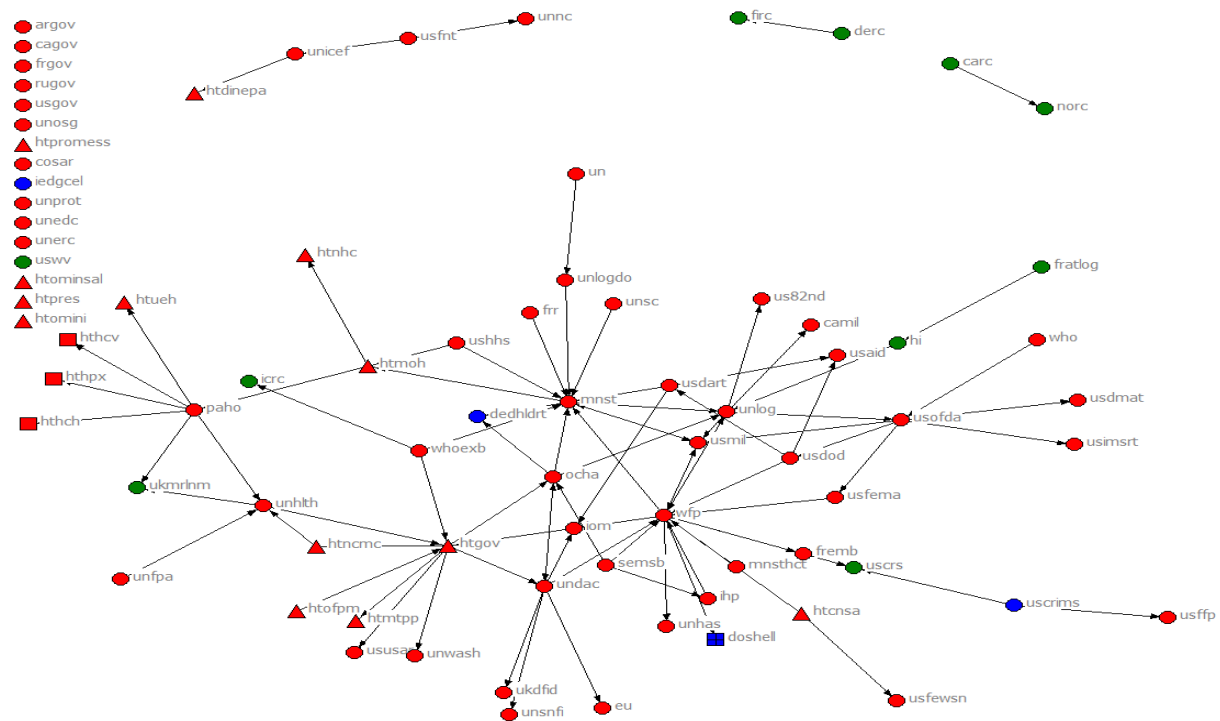 argov
cagov
frgov
rugov
usgov
unosg
htpromess
cosar
iedgcel
unprot
unedc
unerc
uswv
htominsal
htpres
htomini
unnc
usfnt
unicef
htdinepa
firc
derc
carc
norc
un
htnhc
unlogdo
fratlog
htueh
frr
unsc
us82nd
camil
hthcv
ushhs
htmoh
usaid
hi
who
hthpx
icrc
usdart
mnst
usdmat
paho
dedhldrt
unlog
usofda
hthch
usmil
usimsrt
whoexb
usdod
ocha
ukmrlnm
unhlth
usfema
wfp
iom
htncmc
htgov
fremb
semsb
mnsthct
uscrs
unfpa
undac
ihp
uscrims
htofpm
htmtpp
unhas
htcnsa
usffp
doshell
ususar
unwash
ukdfid
usfewsn
unsnfi
eu